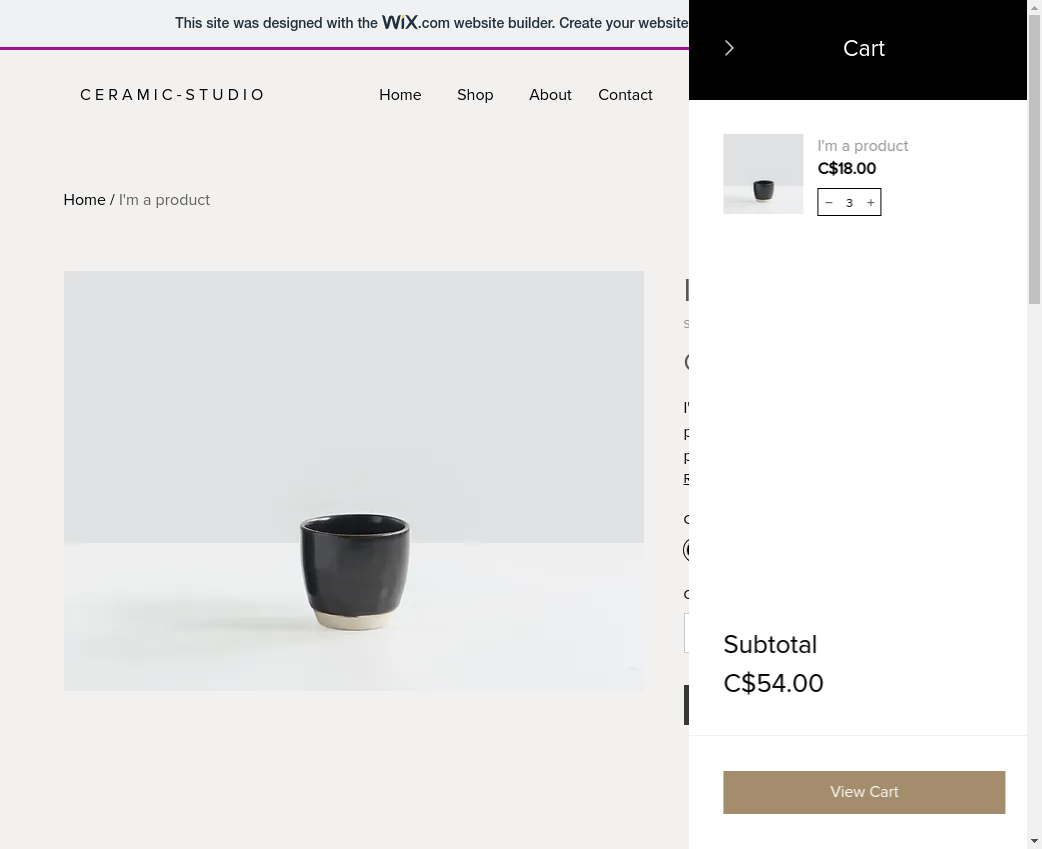 This site was designed with the WiX.com website builder. Create your website
Cart
CERAMIC-STUDIO
Home
Shop
About
Contact
I'm a product
C$18.00
− 3 +
Home / I'm a product
Subtotal
C$54.00
View Cart